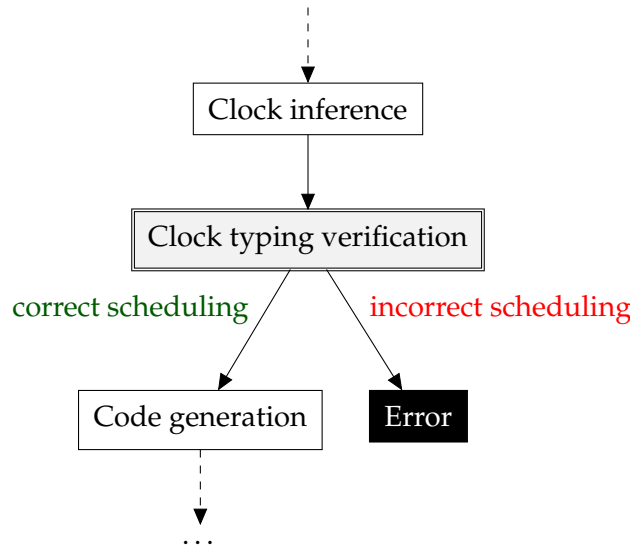 Clock inference
Clock typing verification
correct scheduling
incorrect scheduling
Code generation
Error
...